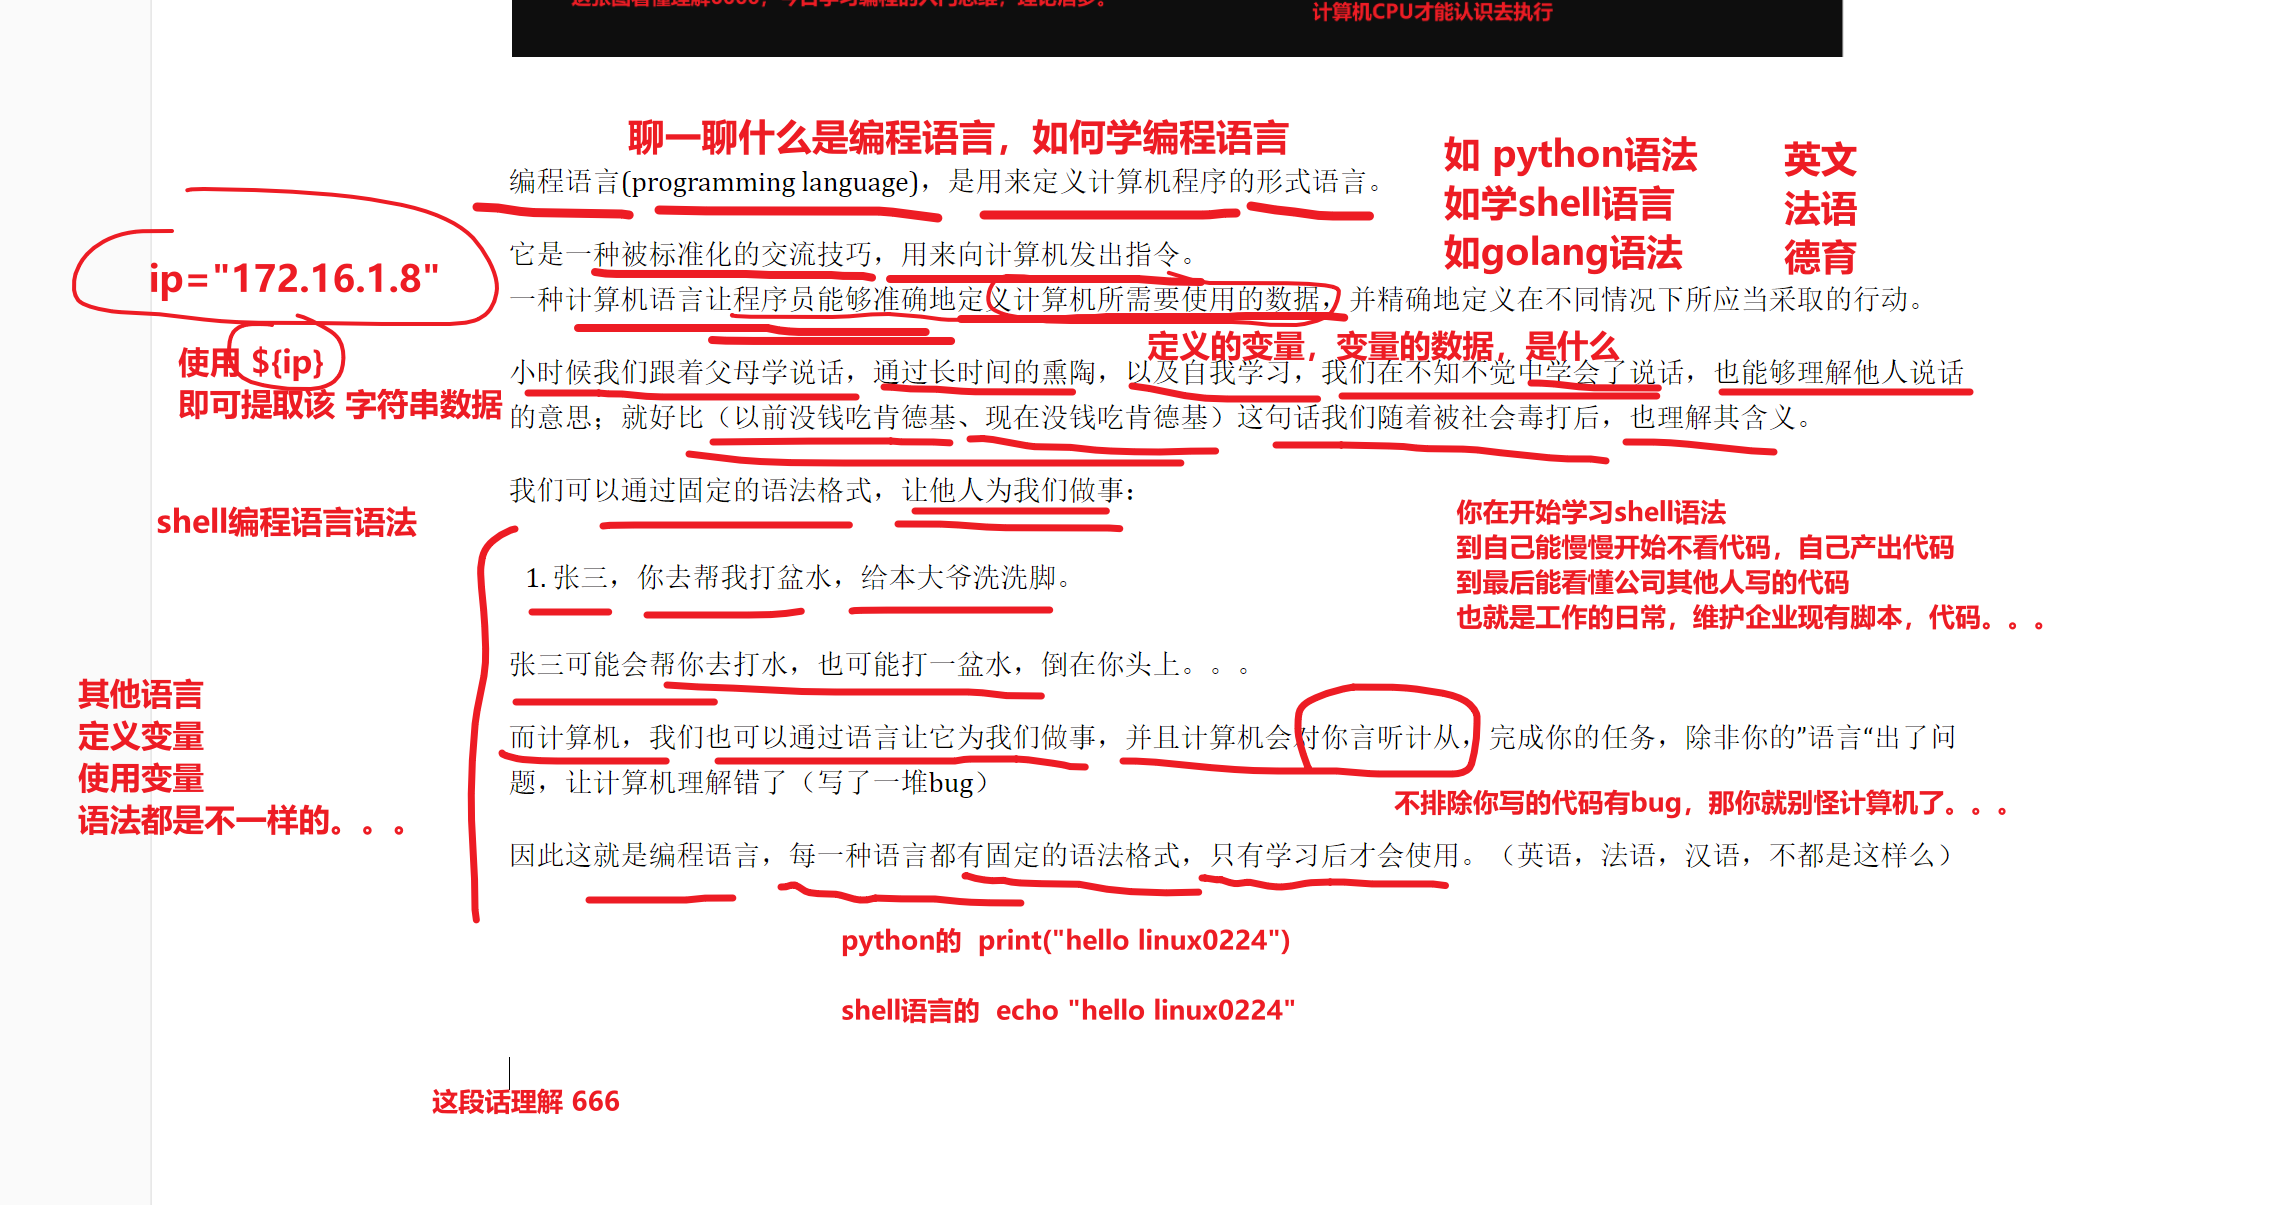 计算机CPU才能认识去执行
聊一聊什么是编程语言，如何学编程语言
如 python语法
如学shell语言
如golang语法
英文
法语
德育
编程语言(programming language)，是用来定义计算机程序的形式语言。
它是一种被标准化的交流技巧，用来向计算机发出指令。
一种计算机语言让程序员能够准确地定义计算机所需要使用的数据，并精确地定义在不同情况下所应当采取的行动。
ip="172.16.1.8"
使用 ${ip}
即可提取该 字符串数据
定义的变量，变量的数据，是什么
小时候我们跟着父母学说话，通过长时间的熏陶，以及自我学习，我们在不知不觉中学会了说话，也能够理解他人说话
的意思；就好比（以前没钱吃肯德基、现在没钱吃肯德基）这句话我们随着被社会毒打后，也理解其含义。
我们可以通过固定的语法格式，让他人为我们做事：
shell编程语言语法
你在开始学习shell语法
到自己能慢慢开始不看代码，自己产出代码
到最后能看懂公司其他人写的代码
也就是工作的日常，维护企业现有脚本，代码。。。
1. 张三，你去帮我打盆水，给本大爷洗洗脚。
张三可能会帮你去打水，也可能打一盆水，倒在你头上。。。
其他语言
定义变量
使用变量
语法都是不一样的。。。
而计算机，我们也可以通过语言让它为我们做事，并且计算机会对你言听计从，完成你的任务，除非你的”语言“出了问
题，让计算机理解错了（写了一堆bug）
不排除你写的代码有bug，那你就别怪计算机了。。。
因此这就是编程语言，每一种语言都有固定的语法格式，只有学习后才会使用。（英语，法语，汉语，不都是这样么）
python的 print("hello linux0224")
shell语言的 echo "hello linux0224"
这段话理解 666